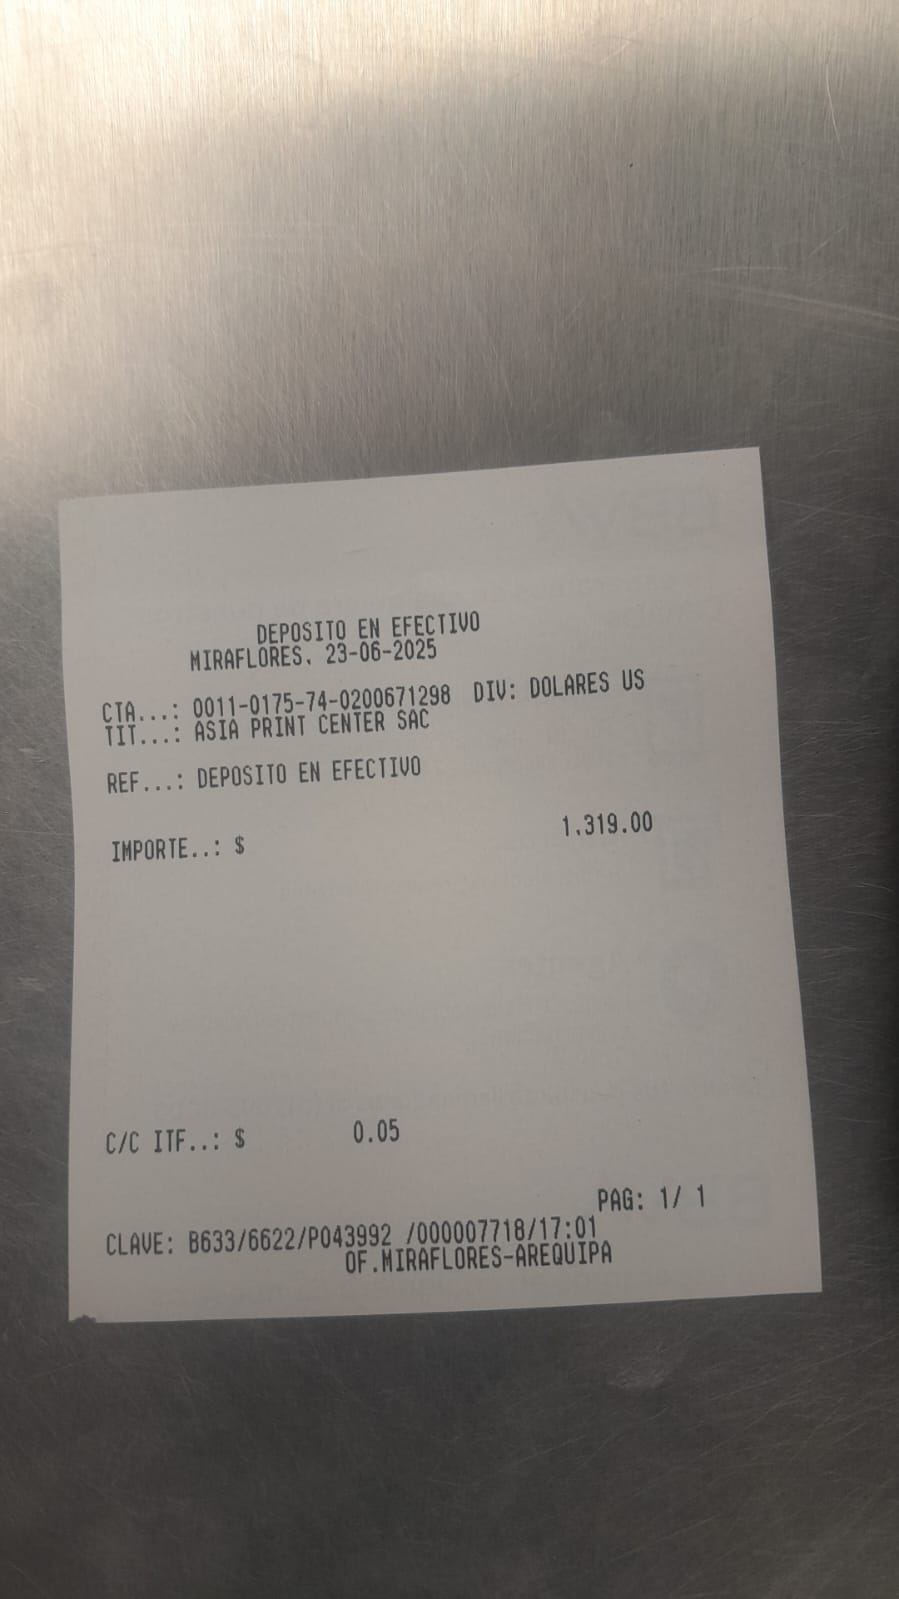 DEPOSITO EN EFECTIVO
MIRAFLORES. 23-06-2025
CTA...: 0011-0175-74-0200671298 DIV: DOLARES US
TIT...: ASIA PRINT CENTER SAC
REF...: DEPOSITO EN EFECTIVO
IMPORTE..: $ 1.319.00
C/C ITF..: $ 0.05
PAG: 1/ 1
CLAVE: B633/6622/P043992 /000007718/17:01
OF.MIRAFLORES-AREQUIPA